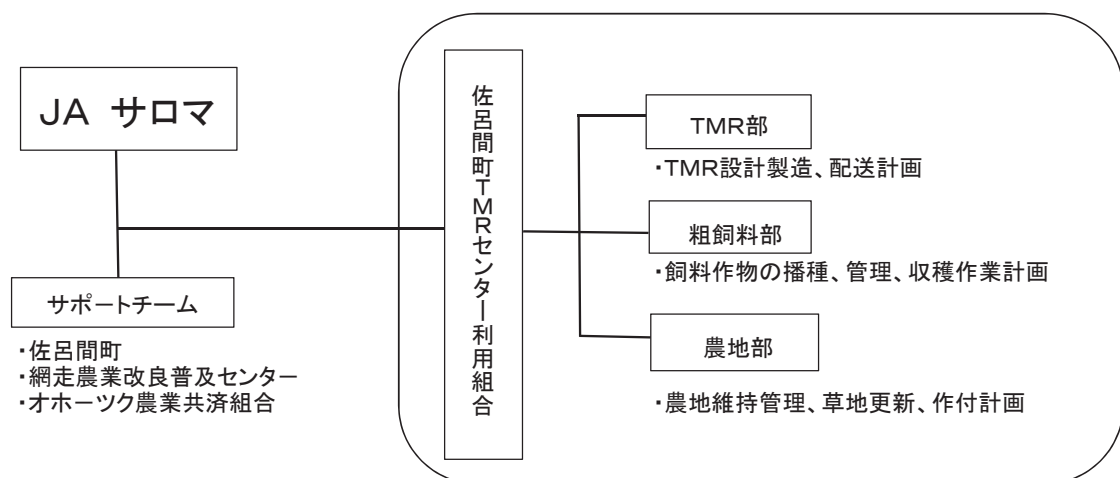 JA サロマ
サポートチーム
・佐呂間町
・網走農業改良普及センター
・オホーツク農業共済組合
佐呂間町TMRセンター利用組合
TMR部
・TMR設計製造、配送計画
粗飼料部
・飼料作物の播種、管理、収穫作業計画
農地部
・農地維持管理、草地更新、作付計画